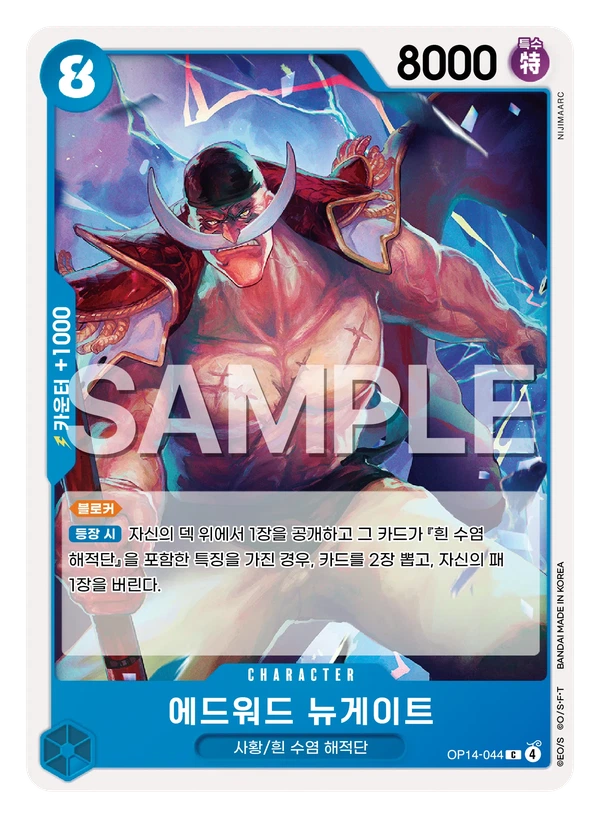 8
8000
특수
特
NIJIMAARC
카운터 +1000
SAMPLE
블로커
등장 시 자신의 덱 위에서 1장을 공개하고 그 카드가 『흰 수염
해적단』을 포함한 특징을 가진 경우, 카드를 2장 뽑고, 자신의 패
1장을 버린다.
CHARACTER
에드워드 뉴게이트
사황/흰 수염 해적단
OP14-044 C 4
©EO/S ©O/S·F·T BANDAI MADE IN KOREA